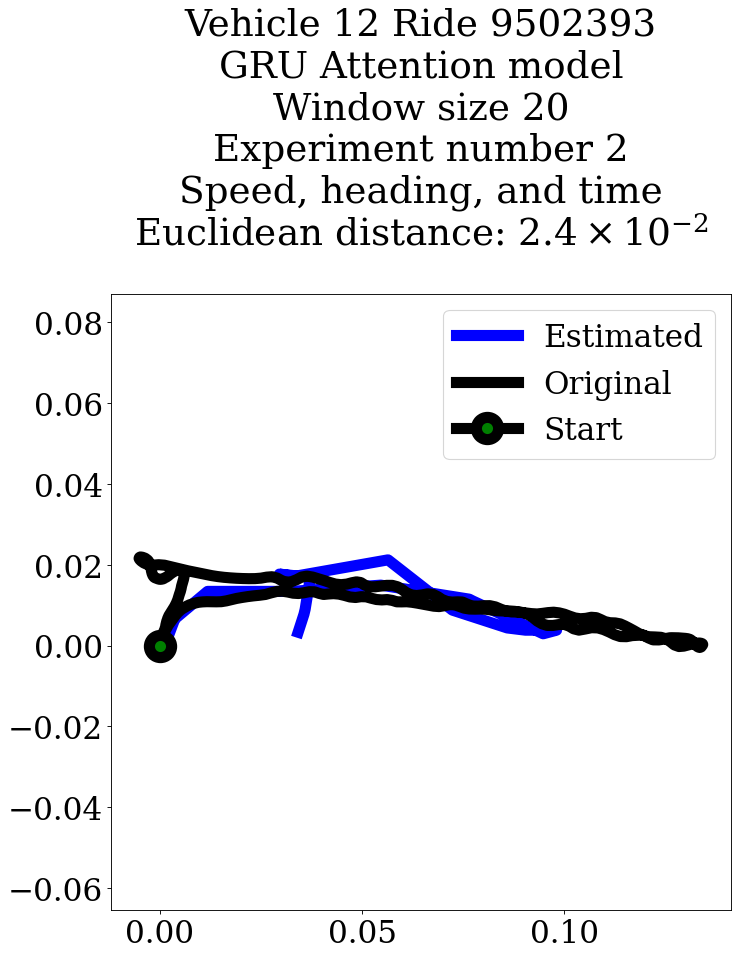 Vehicle 12 Ride 9502393
GRU Attention model
Window size 20
Experiment number 2
Speed, heading, and time
Euclidean distance: 2.4 × 10⁻²
Estimated
Original
Start
0.08
0.06
0.04
0.02
0.00
−0.02
−0.04
−0.06
0.00 0.05 0.10